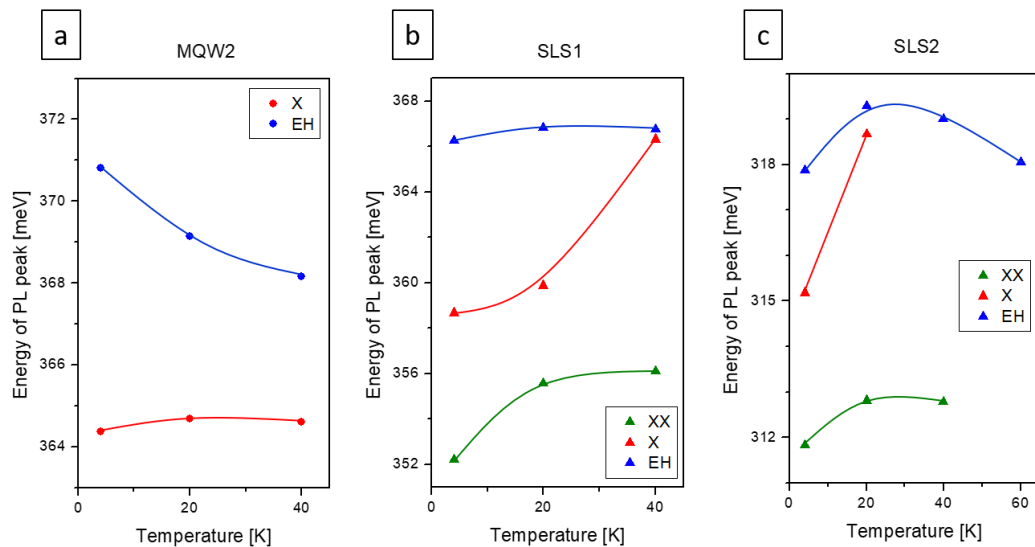 a
MQW2
X
EH
Energy of PL peak [meV]
372
370
368
366
364
0
20
40
Temperature [K]
b
SLS1
Energy of PL peak [meV]
368
364
360
356
352
XX
X
EH
0
20
40
Temperature [K]
c
SLS2
Energy of PL peak [meV]
318
315
312
XX
X
EH
0
20
40
60
Temperature [K]